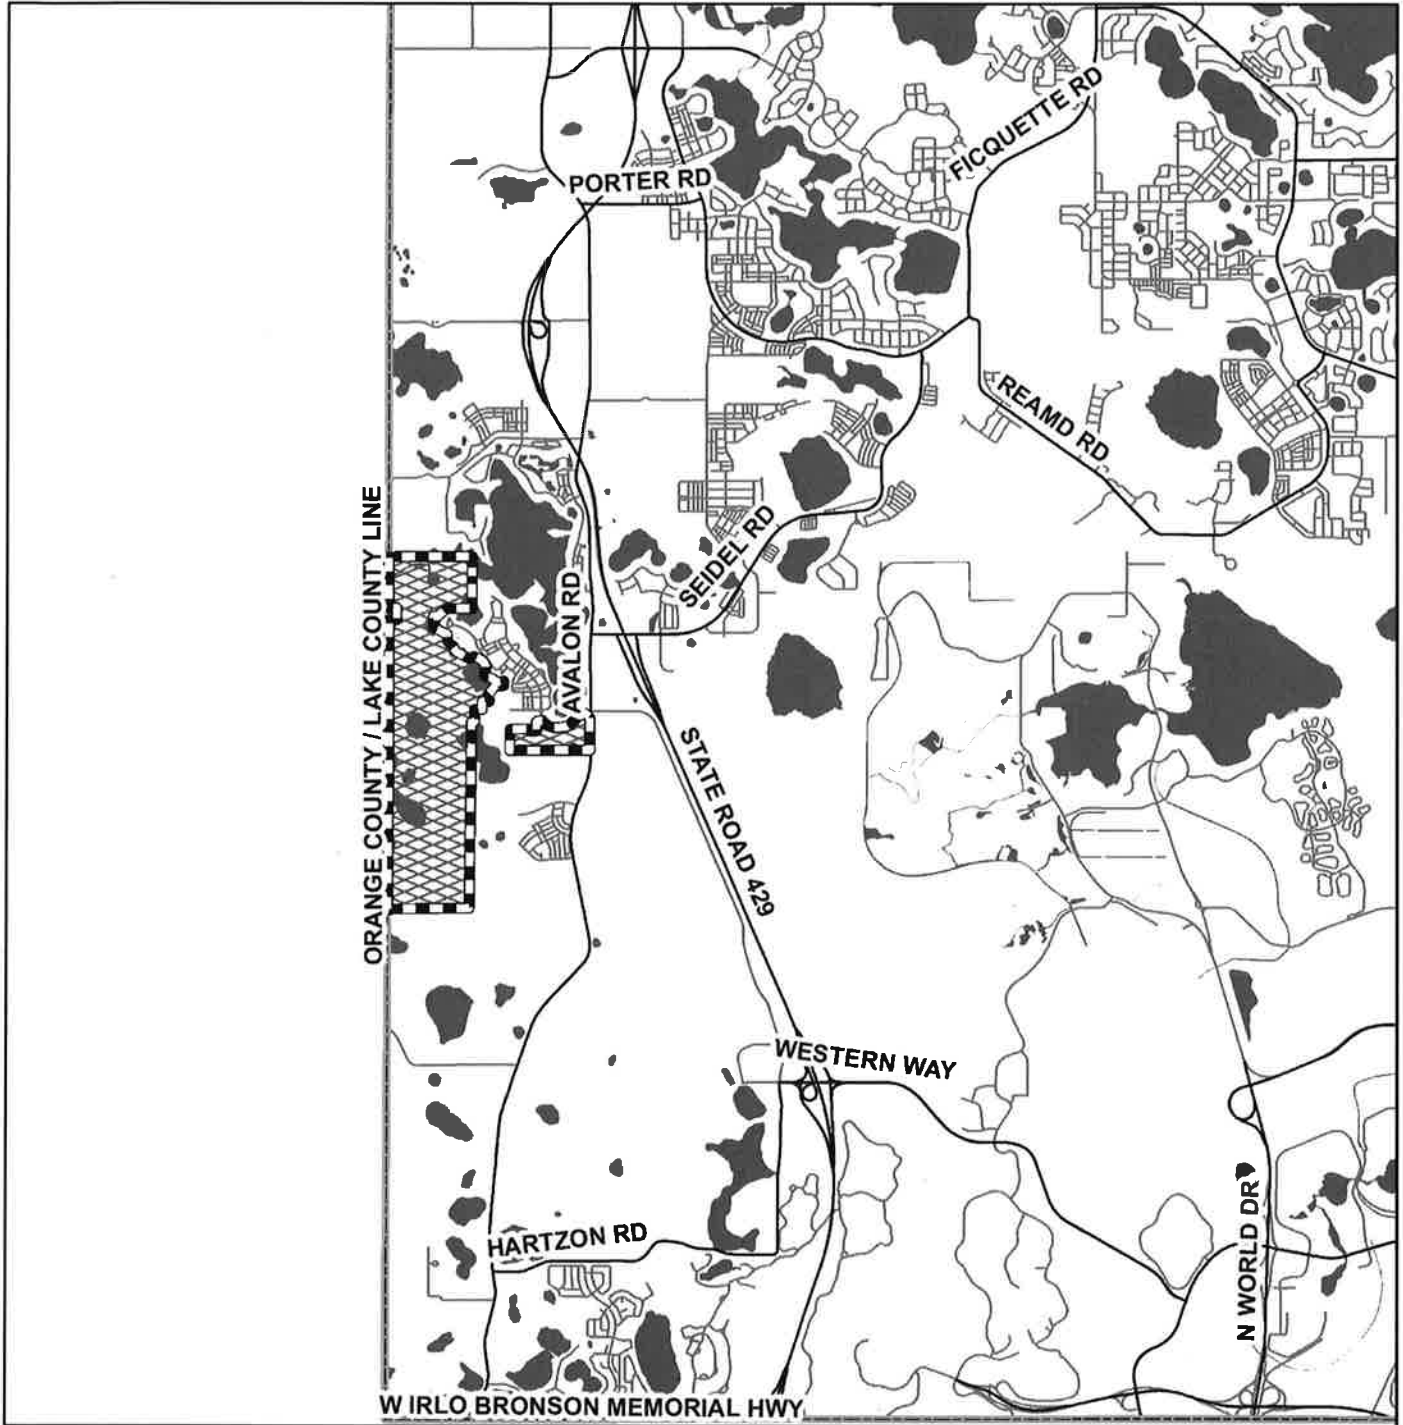 FICQUETTE RD
PORTER RD
REAMD RD
ORANGE COUNTY / LAKE COUNTY LINE
SEIDEL RD
AVALON RD
STATE ROAD 429
WESTERN WAY
HARTZON RD
N WORLD DR
W IRLO BRONSON MEMORIAL HWY